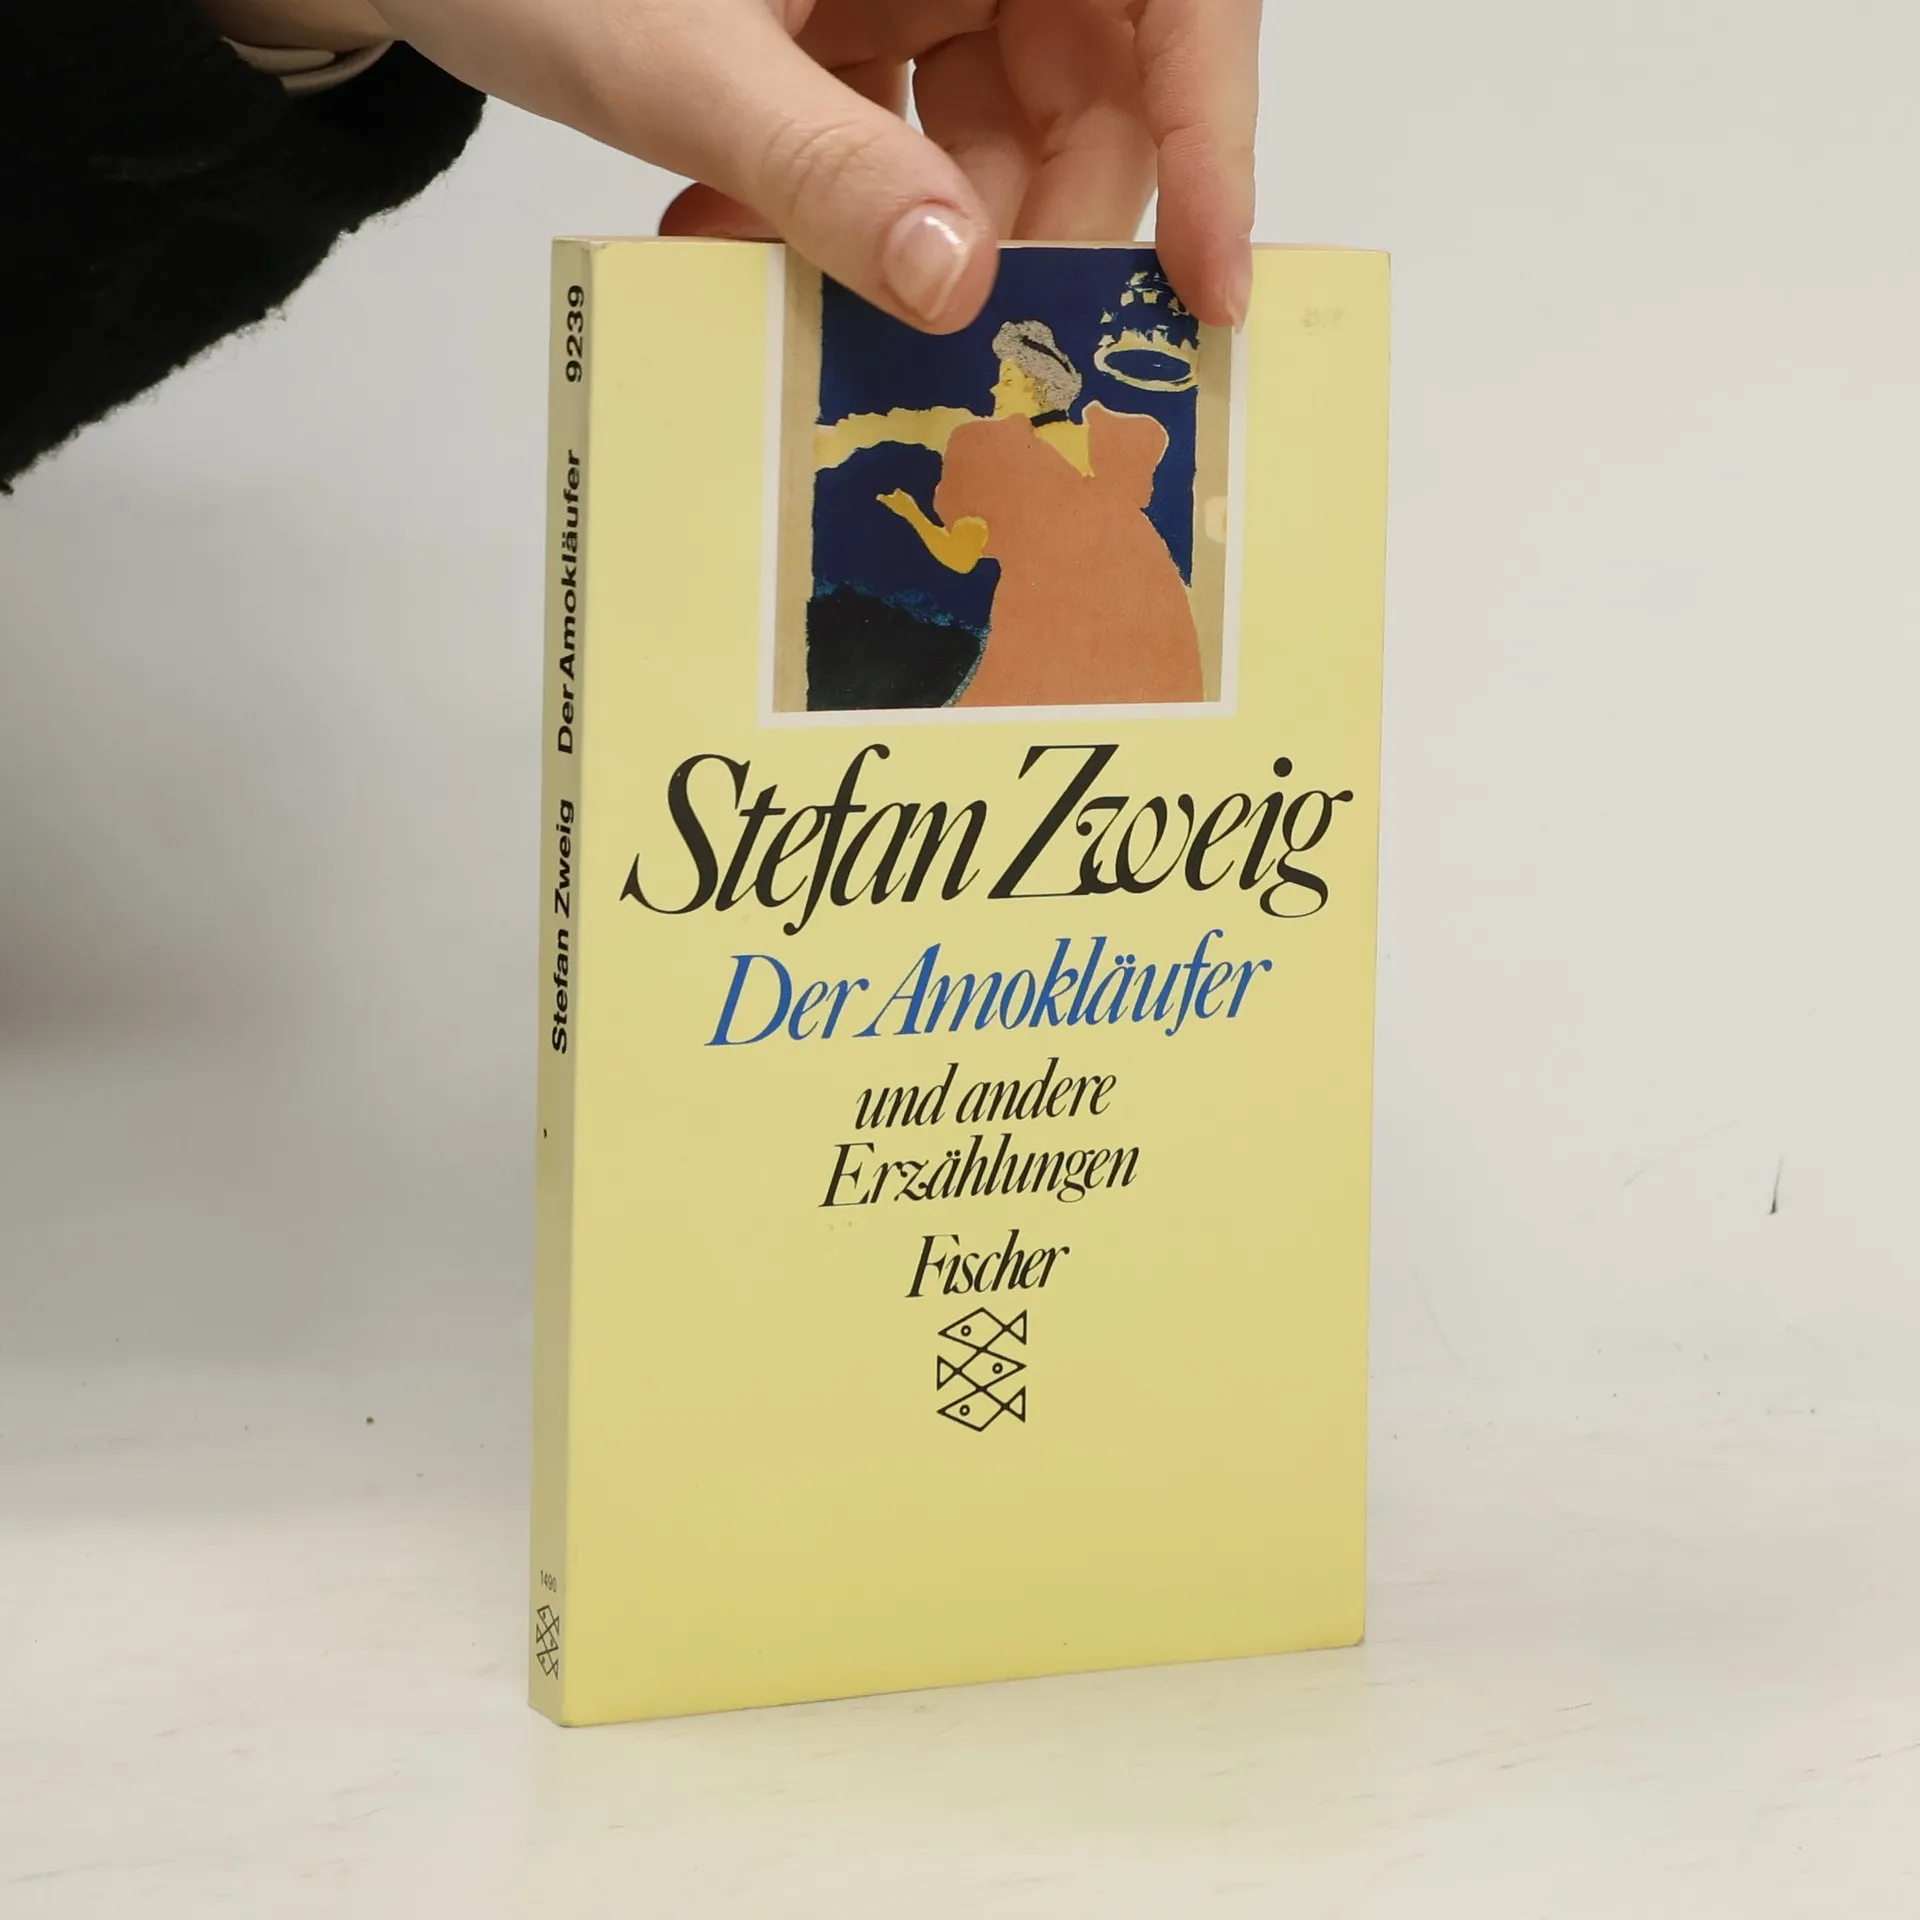 Stefan Zweig
Der Amokläufer
und andere
Erzählungen
Fischer
Stefan Zweig Der Amokläufer 9239
1490